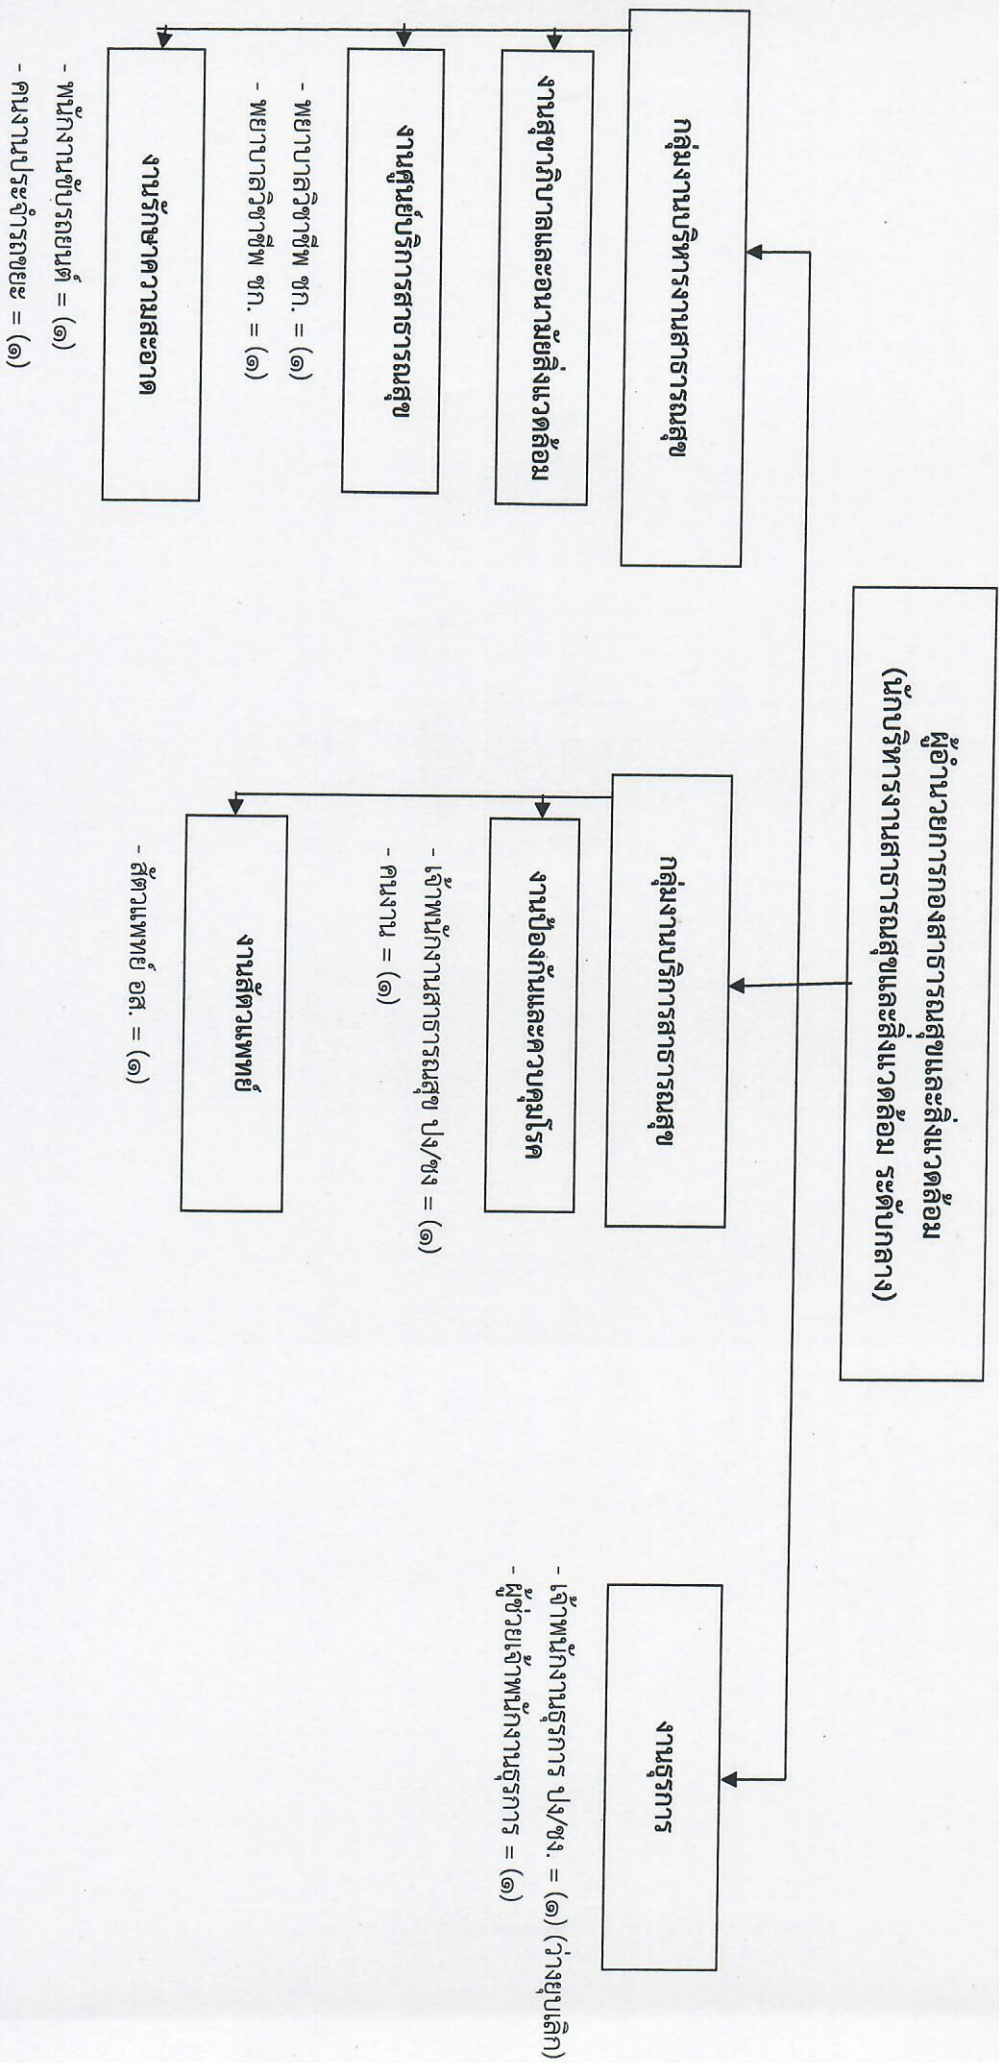 ผู้อำนวยการกองสาธารณสุขและสิ่งแวดล้อม
(นักบริหารงานสาธารณสุขและสิ่งแวดล้อม ระดับกลาง)
กลุ่มงานบริหารงานสาธารณสุข
งานสุขาภิบาลและอนามัยสิ่งแวดล้อม
งานศูนย์บริการสาธารณสุข
- พยาบาลวิชาชีพ ชก. = (๑)
- พยาบาลวิชาชีพ ชก. = (๑)
งานรักษาความสะอาด
- พนักงานขับรถยนต์ = (๑)
- คนงานประจำรถขยะ = (๑)
กลุ่มงานบริการสาธารณสุข
งานป้องกันและควบคุมโรค
- เจ้าพนักงานสาธารณสุข ปง/ชง = (๑)
- คนงาน = (๑)
งานสัตวแพทย์
- สัตวแพทย์ อส. = (๑)
งานธุรการ
- เจ้าพนักงานธุรการ ปง/ชง. = (๑) (ว่างยุบเลิก)
- ผู้ช่วยเจ้าพนักงานธุรการ = (๑)